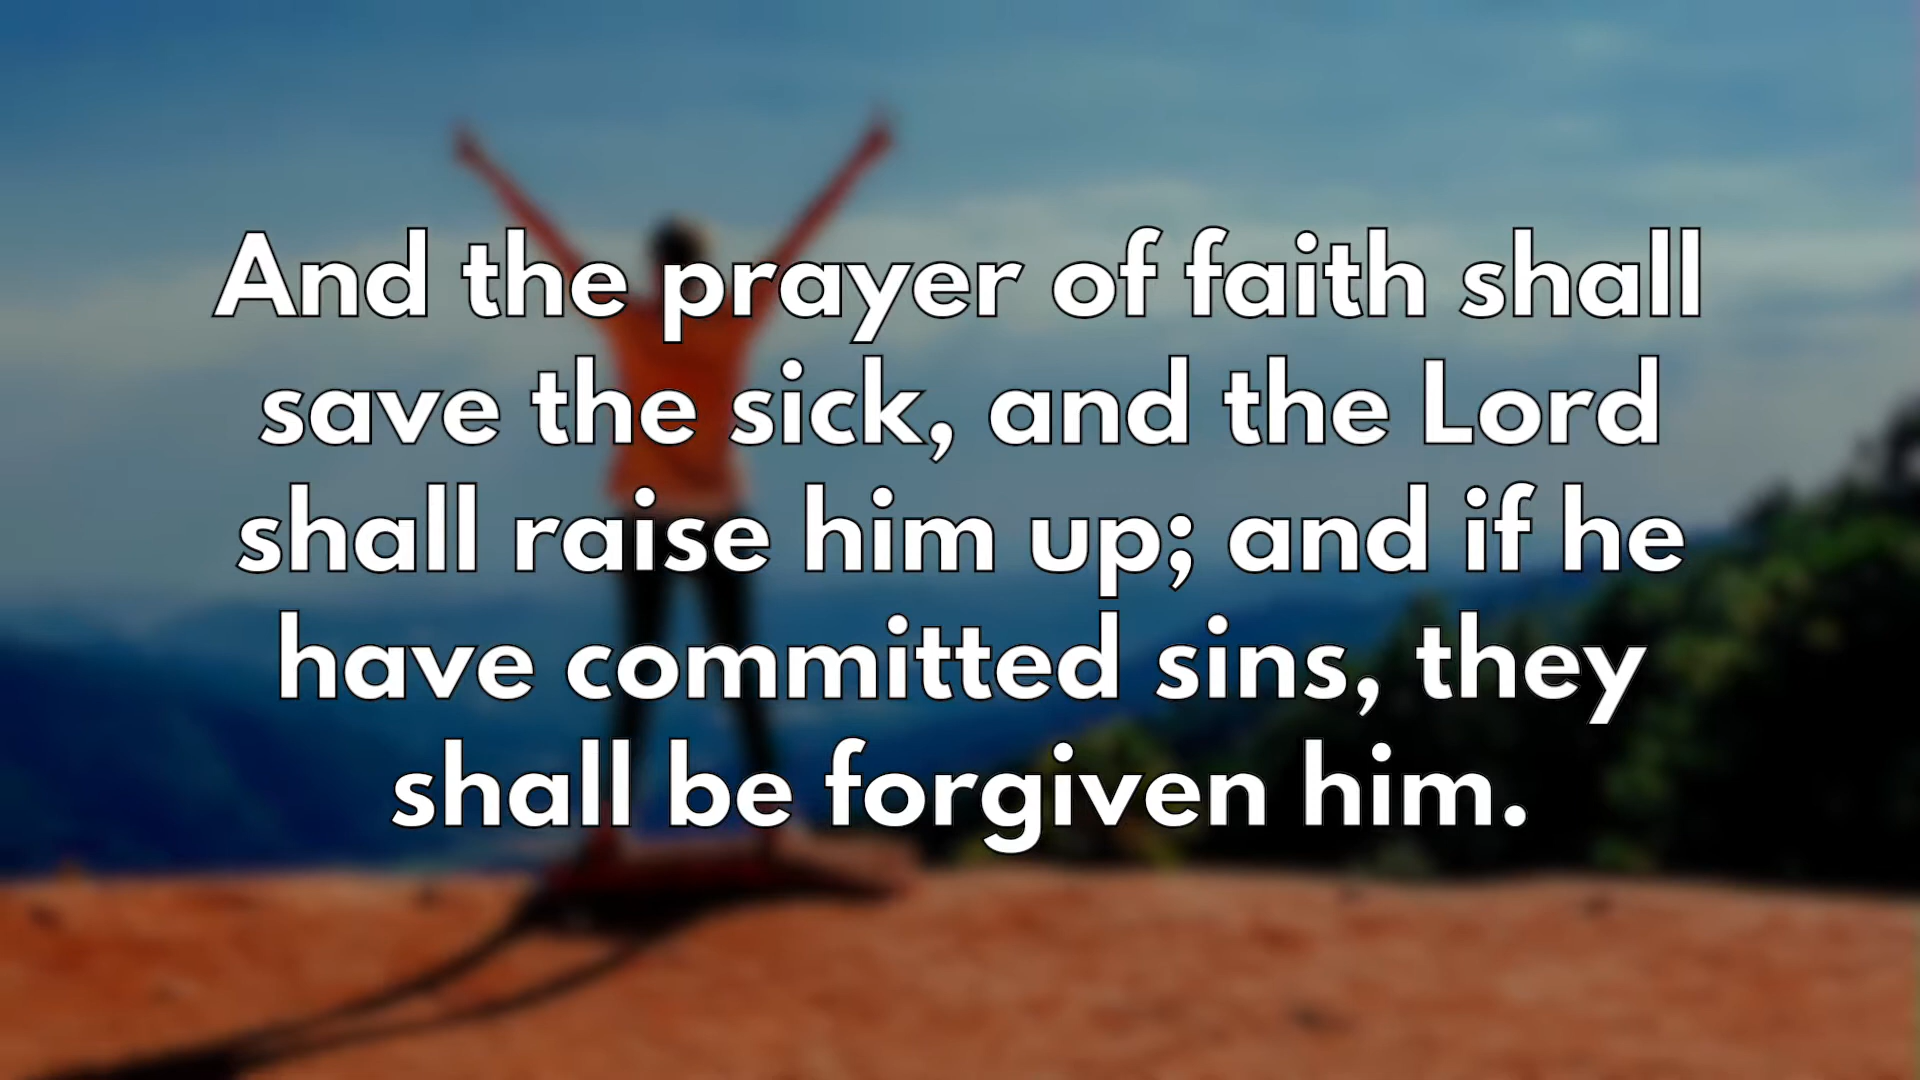 And the prayer of faith shall
save the sick, and the Lord
shall raise him up; and if he
have committed sins, they
shall be forgiven him.